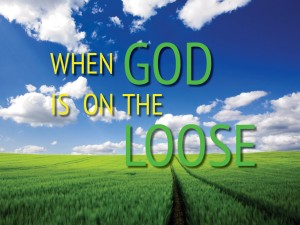 WHEN GOD
IS ON THE
LOOSE